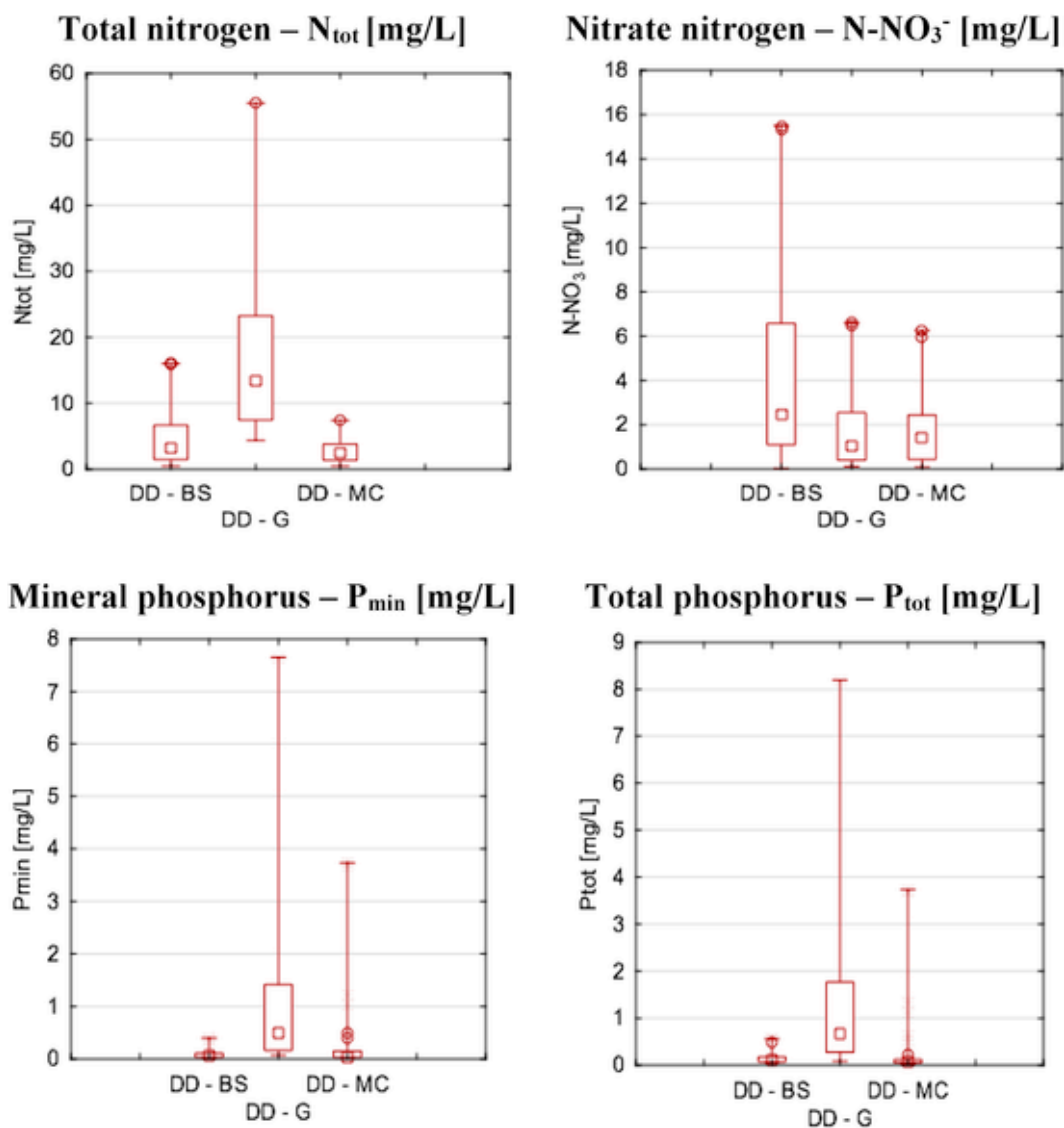 Total nitrogen – Ntot [mg/L]
60
50
40
30
20
10
0
Ntot [mg/L]
DD - BS
DD - MC
DD - G
Nitrate nitrogen – N-NO3- [mg/L]
18
16
14
12
10
8
6
4
2
0
N-NO3 [mg/L]
DD - BS
DD - MC
DD - G
Mineral phosphorus – Pmin [mg/L]
8
7
6
5
4
3
2
1
0
Pmin [mg/L]
DD - BS
DD - MC
DD - G
Total phosphorus – Ptot [mg/L]
9
8
7
6
5
4
3
2
1
0
Ptot [mg/L]
DD - BS
DD - MC
DD - G